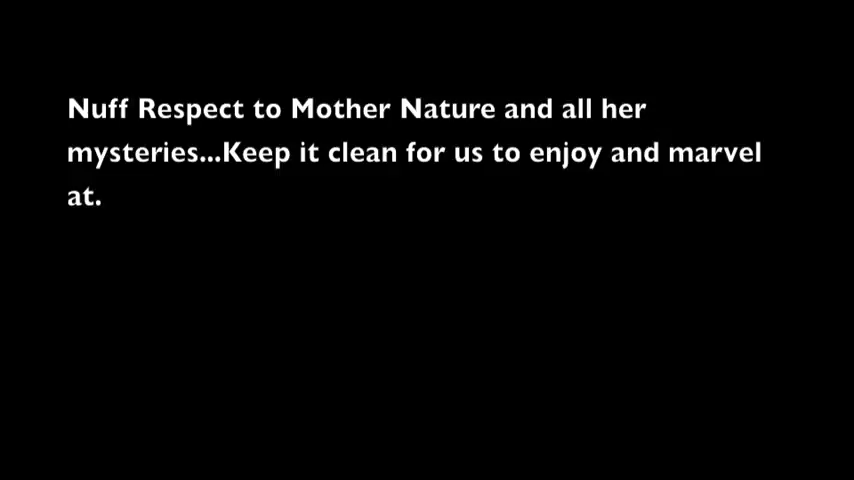 Nuff Respect to Mother Nature and all her
mysteries...Keep it clean for us to enjoy and marvel
at.